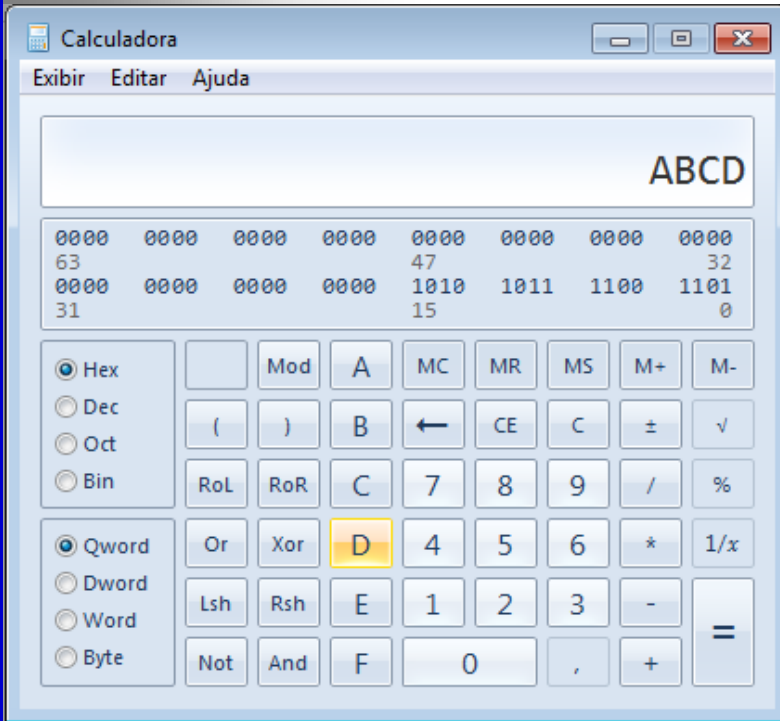 Calculadora
Exibir Editar Ajuda
ABCD
0000 0000 0000 0000 0000 0000 0000 0000
63 47 32
0000 0000 0000 0000 1010 1011 1100 1101
31 15 0
Hex Mod A MC MR MS M+ M-
Dec ( ) B ← CE C ± √
Oct
Bin RoL RoR C 7 8 9 / %
Qword Or Xor D 4 5 6 * 1/x
Dword
Word Lsh Rsh E 1 2 3 - =
Byte Not And F 0 , +